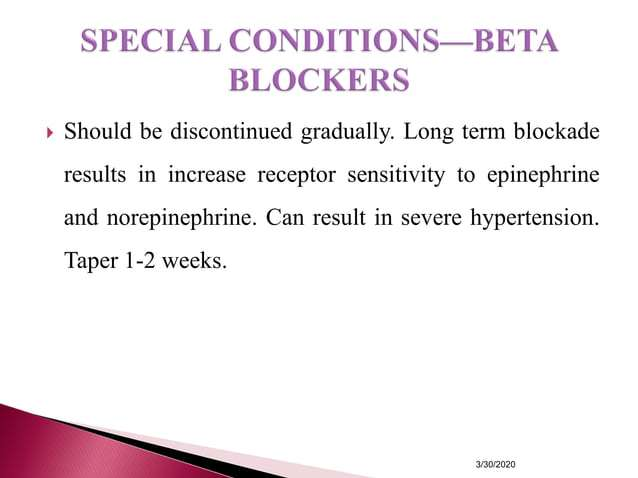 SPECIAL CONDITIONS—BETA
BLOCKERS
Should be discontinued gradually. Long term blockade
results in increase receptor sensitivity to epinephrine
and norepinephrine. Can result in severe hypertension.
Taper 1-2 weeks.
3/30/2020